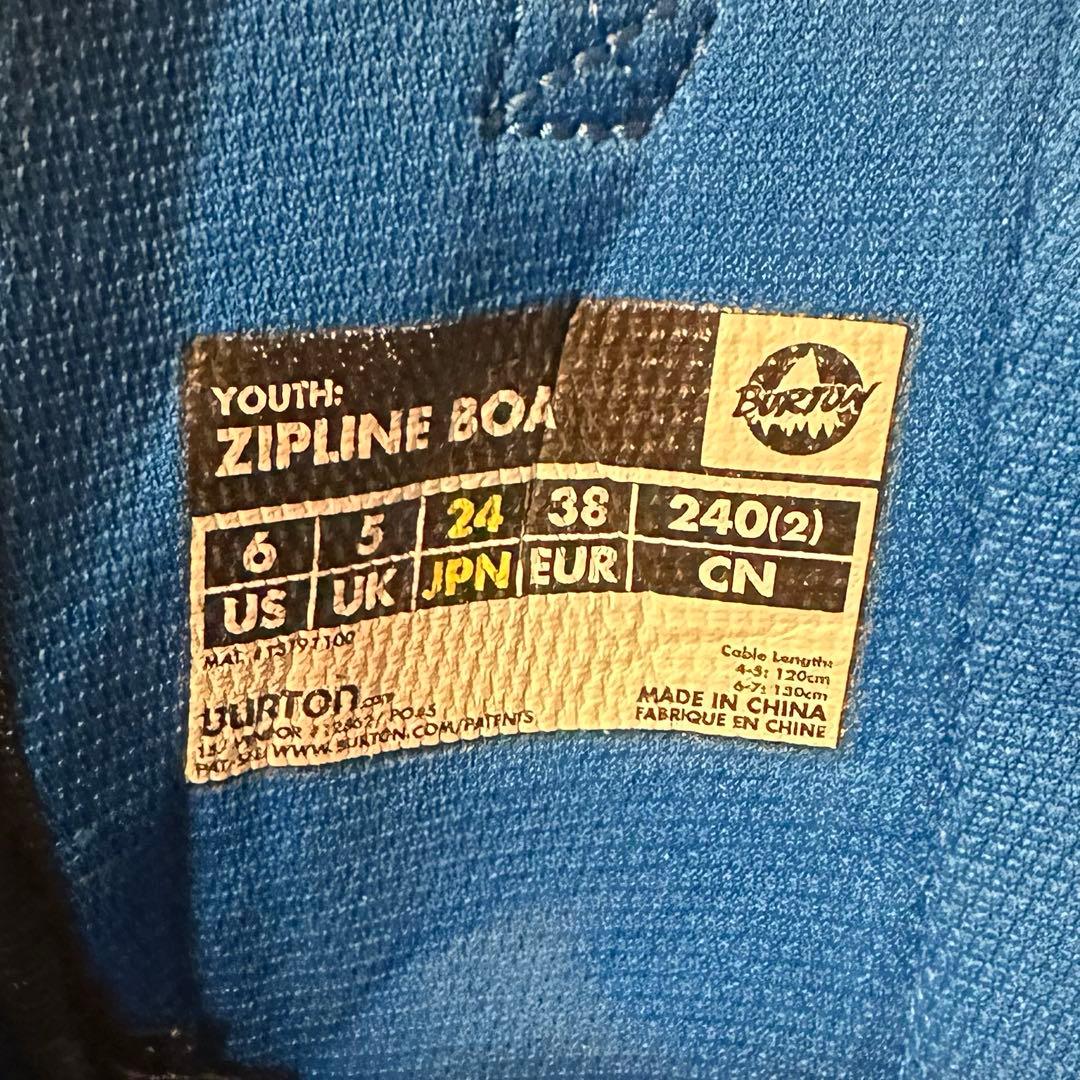 YOUTH:
ZIPLINE BOA
BURTON
6 5 24 38 240(2)
US UK JPN EUR CN
MAT. #
Cable Length:
4-5: 120cm
6-7: 130cm
BURTON.com
MADE IN CHINA
FABRIQUE EN CHINE
WWW.BURTON.COM/PATENTS